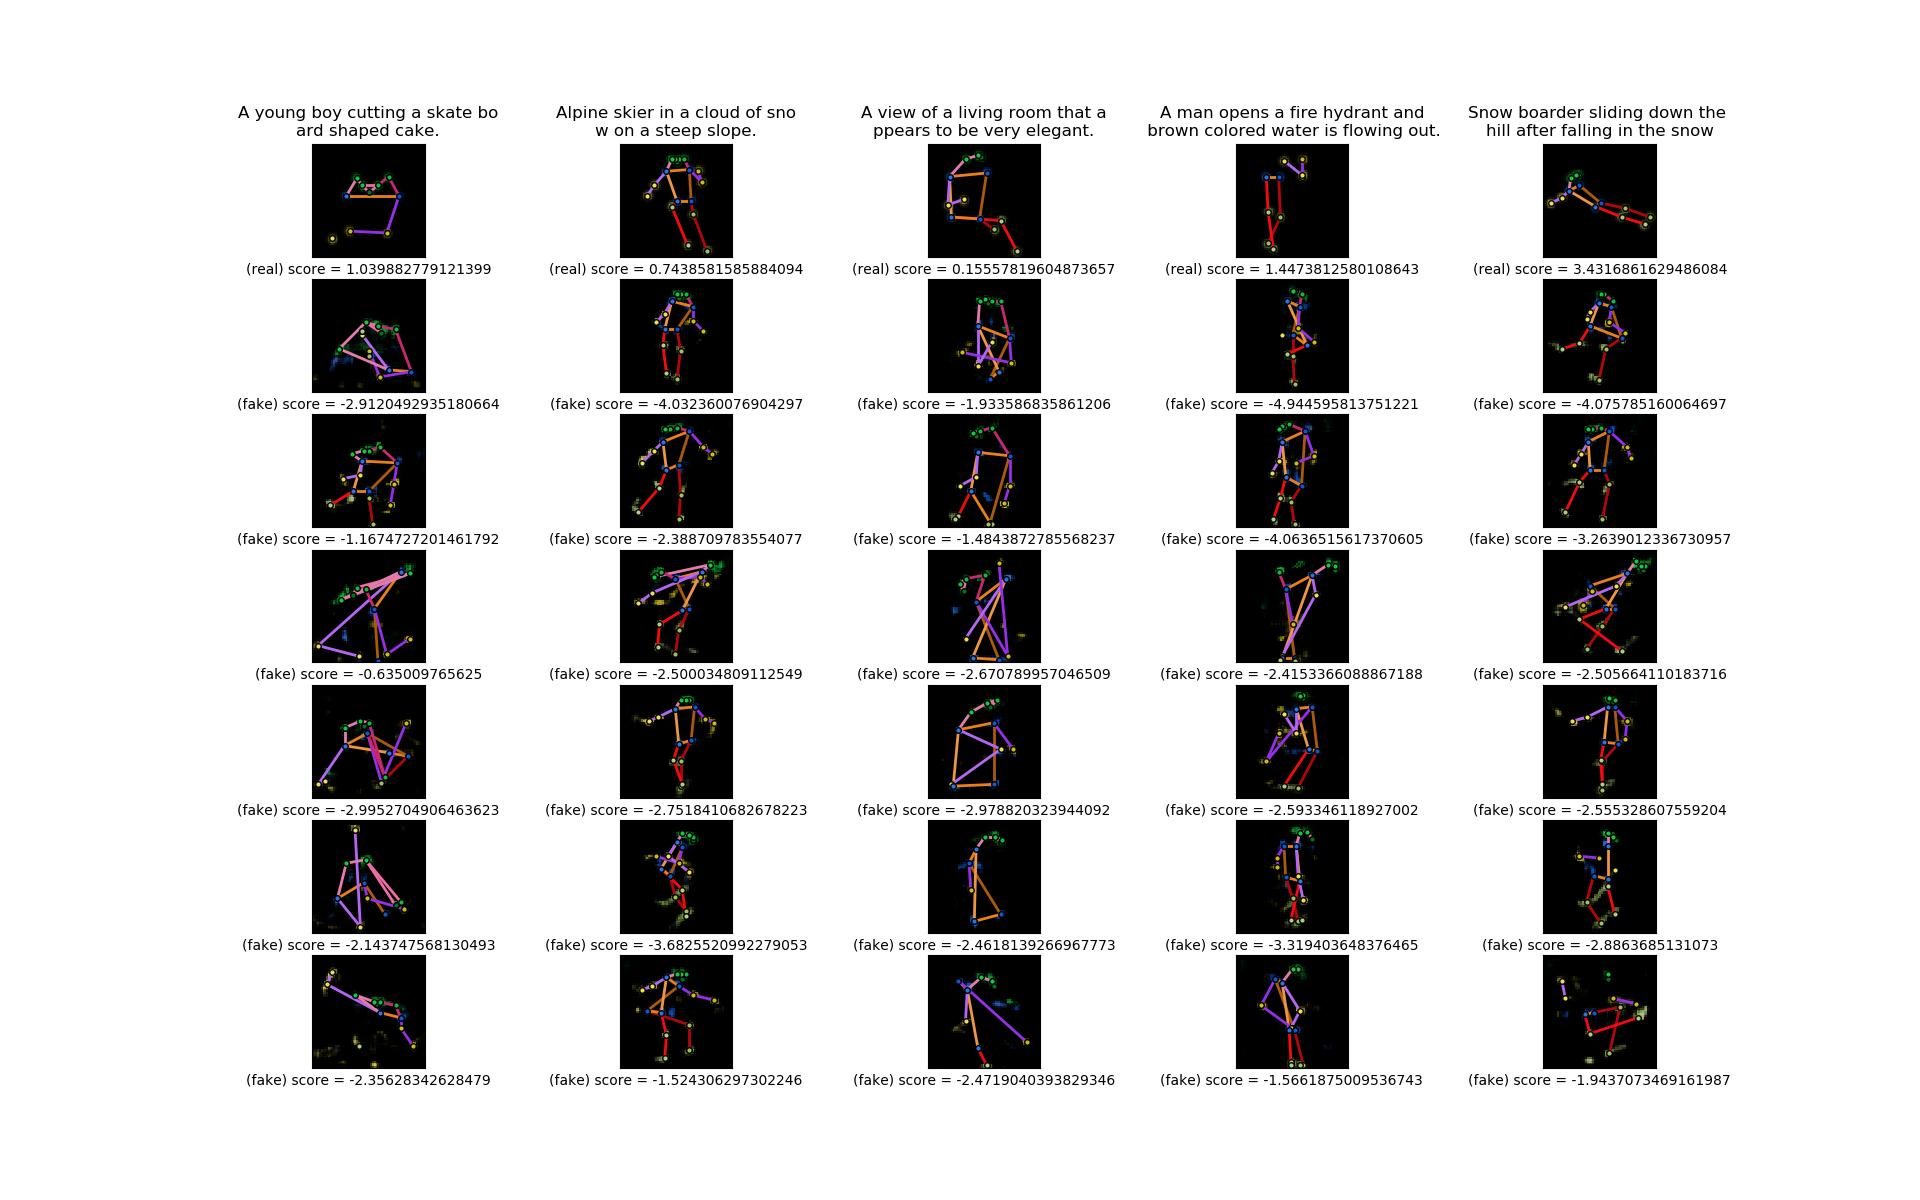 A young boy cutting a skate bo
ard shaped cake.
Alpine skier in a cloud of sno
w on a steep slope.
A view of a living room that a
ppears to be very elegant.
A man opens a fire hydrant and
brown colored water is flowing out.
Snow boarder sliding down the
hill after falling in the snow
(real) score = 1.039882779121399
(real) score = 0.7438581585884094
(real) score = 0.15557819604873657
(real) score = 1.4473812580108643
(real) score = 3.4316861629486084
(fake) score = -2.9120492935180664
(fake) score = -4.032360076904297
(fake) score = -1.933586835861206
(fake) score = -4.944595813751221
(fake) score = -4.075785160064697
(fake) score = -1.1674727201461792
(fake) score = -2.388709783554077
(fake) score = -1.4843872785568237
(fake) score = -4.0636515617370605
(fake) score = -3.2639012336730957
(fake) score = -0.635009765625
(fake) score = -2.500034809112549
(fake) score = -2.670789957046509
(fake) score = -2.4153366088867188
(fake) score = -2.505664110183716
(fake) score = -2.9952704906463623
(fake) score = -2.7518410682678223
(fake) score = -2.978820323944092
(fake) score = -2.593346118927002
(fake) score = -2.555328607559204
(fake) score = -2.143747568130493
(fake) score = -3.6825520992279053
(fake) score = -2.4618139266967773
(fake) score = -3.319403648376465
(fake) score = -2.8863685131073
(fake) score = -2.35628342628479
(fake) score = -1.524306297302246
(fake) score = -2.4719040393829346
(fake) score = -1.5661875009536743
(fake) score = -1.9437073469161987